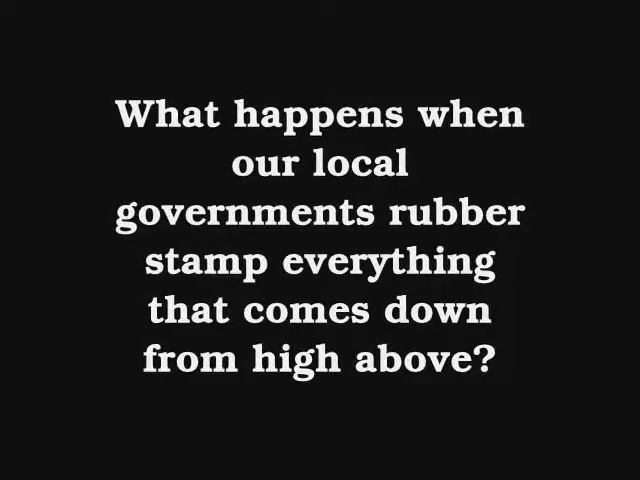 What happens when
our local
governments rubber
stamp everything
that comes down
from high above?